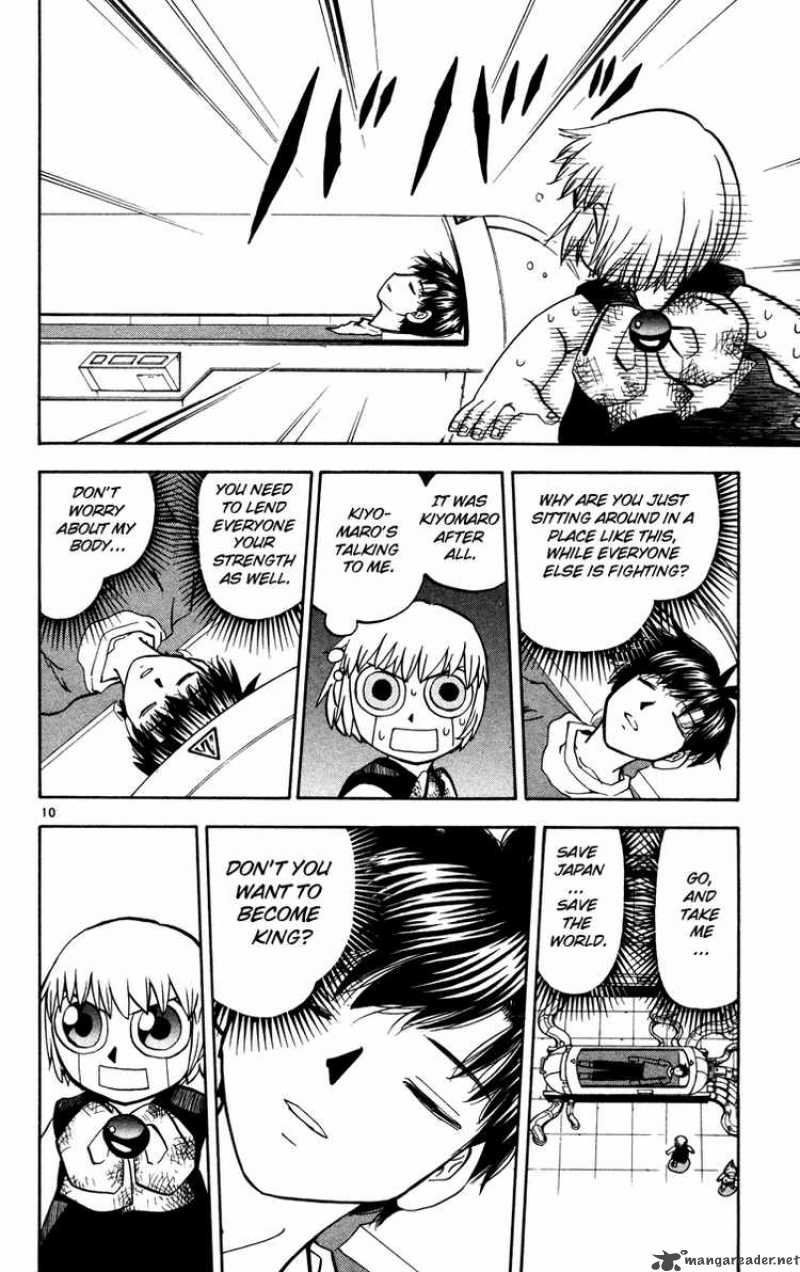 バババ
WHY ARE YOU JUST
SITTING AROUND IN A
PLACE LIKE THIS,
WHILE EVERYONE
ELSE IS FIGHTING?
IT WAS
KIYOMARO
AFTER
ALL.
KIYO-
MARO'S
TALKING
TO ME.
YOU NEED
TO LEND
EVERYONE
YOUR
STRENGTH
AS WELL.
DON'T
WORRY
ABOUT MY
BODY...
10
GO,
AND
TAKE
ME
...
SAVE
JAPAN
...
SAVE
THE
WORLD.
DON'T YOU
WANT TO
BECOME
KING?
mangareader.net